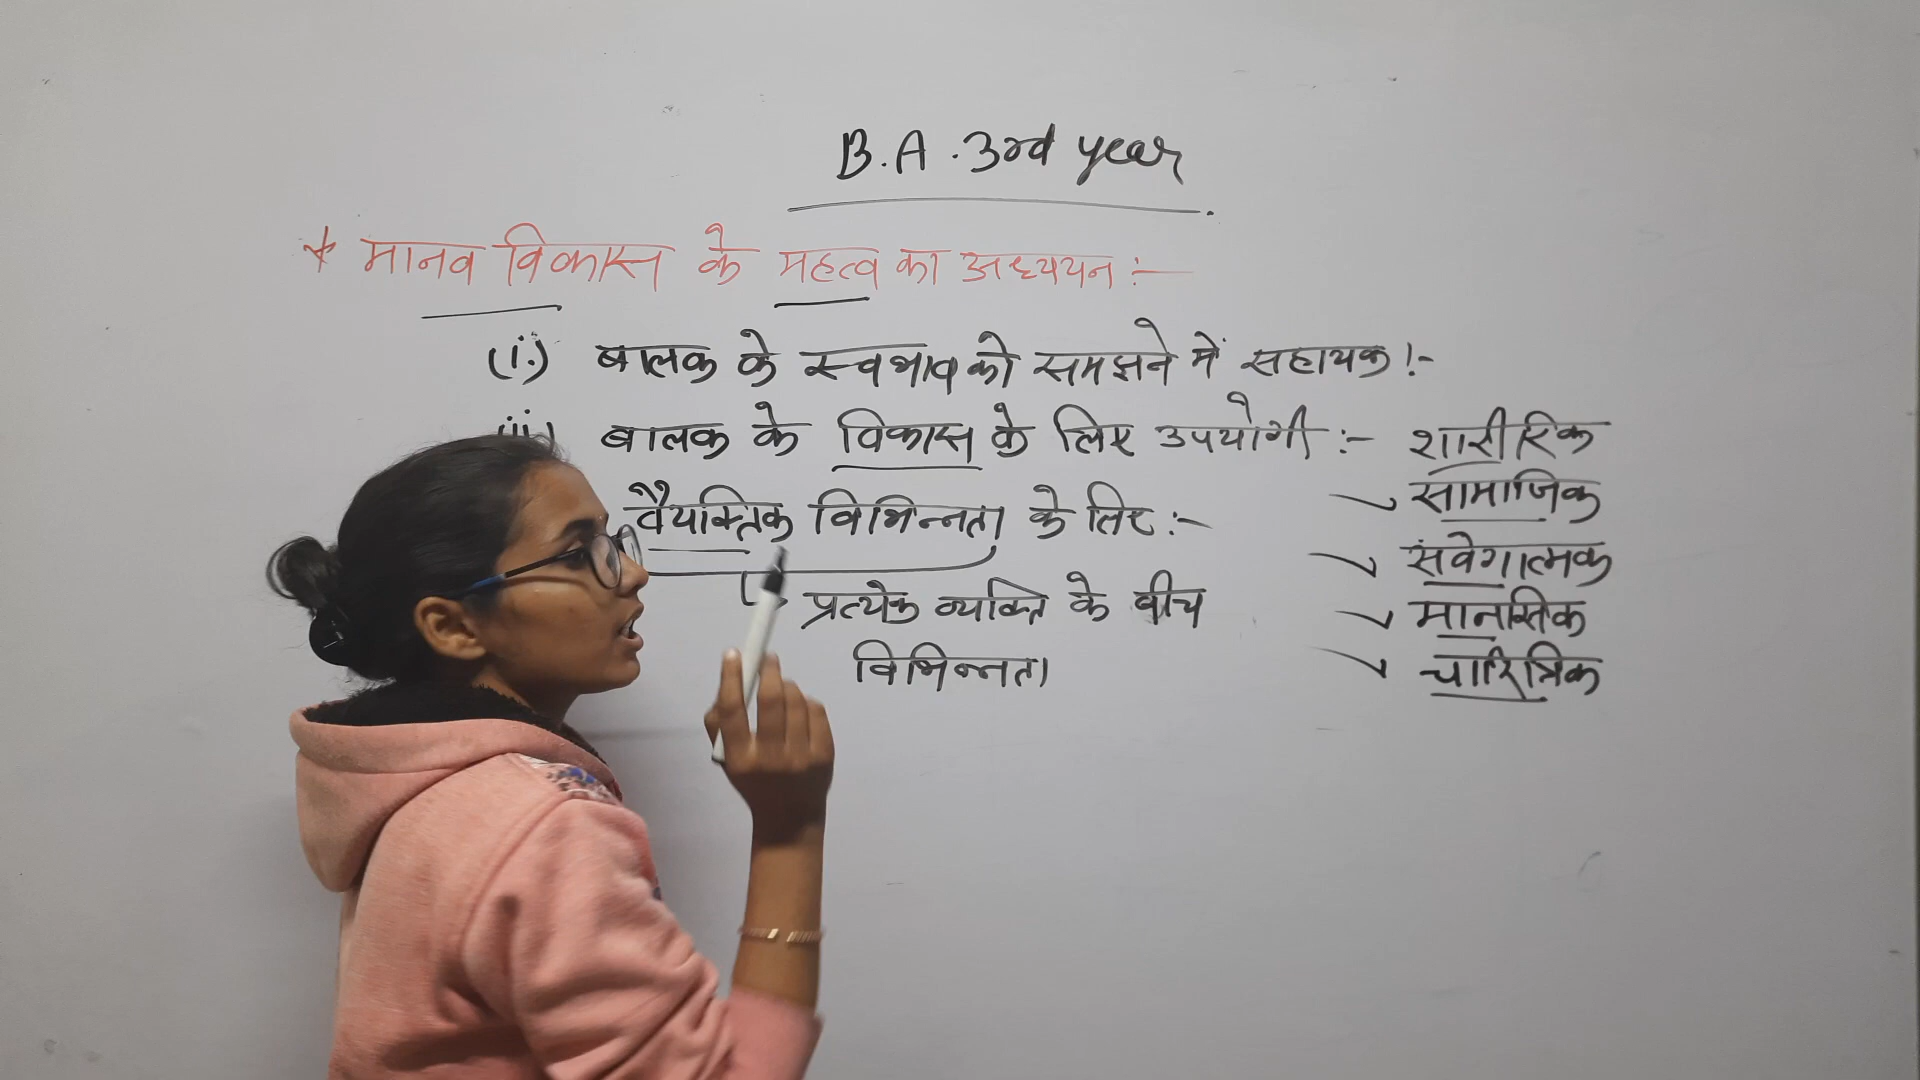 B.A. 3rd year
* मानव विकास के महत्व का अध्ययन :-
(i.) बालक के स्वभाव को समझने में सहायक :-
(ii) बालक के विकास के लिए उपयोगी :- शारीरिक
सामाजिक
वैयक्तिक विभिन्नता के लिए :-
संवेगात्मक
प्रत्येक व्यक्ति के बीच
मानसिक
विभिन्नता
चारित्रिक